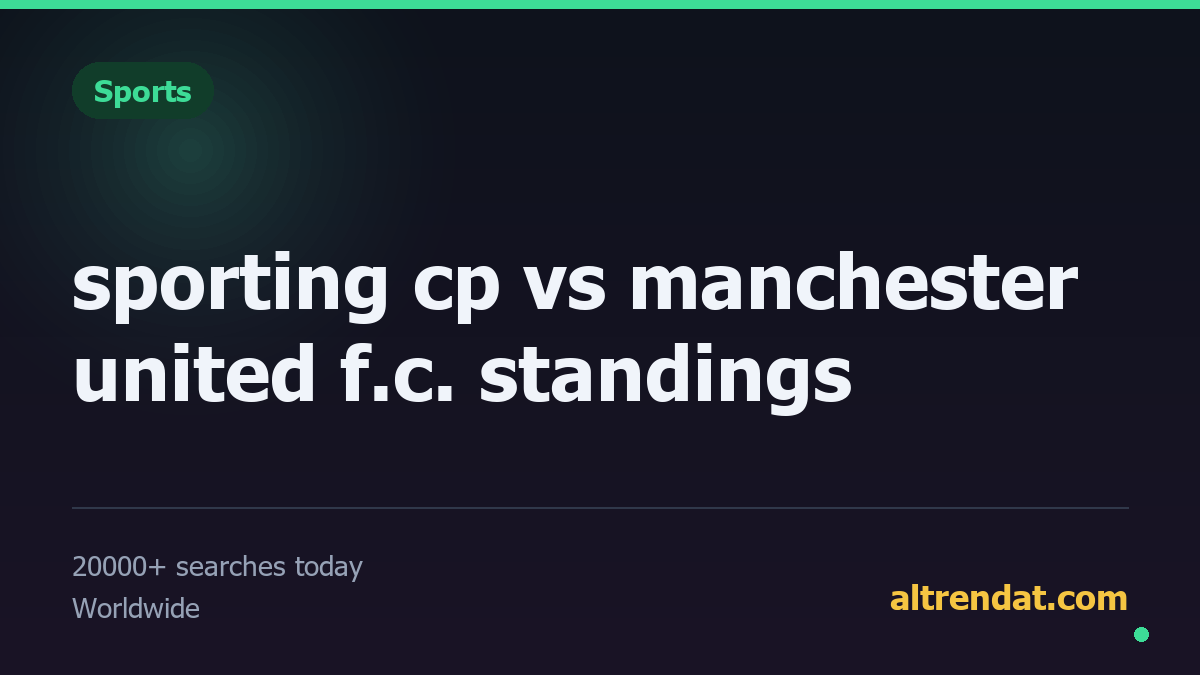 Sports
sporting cp vs manchester
united f.c. standings
20000+ searches today
Worldwide
altrendat.com